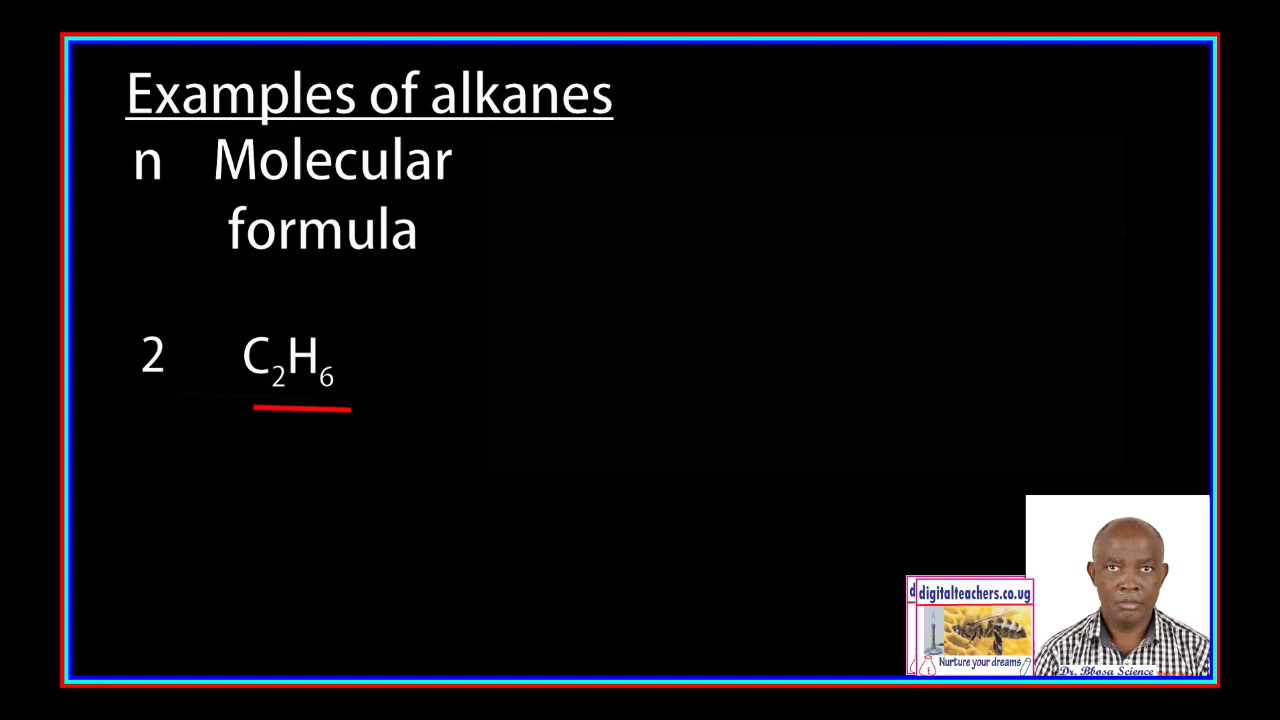 Examples of alkanes
n Molecular
formula
2 C₂H₆
d digitalteachers.co.ug
Nurture your dreams
Dr. Bbosa Science